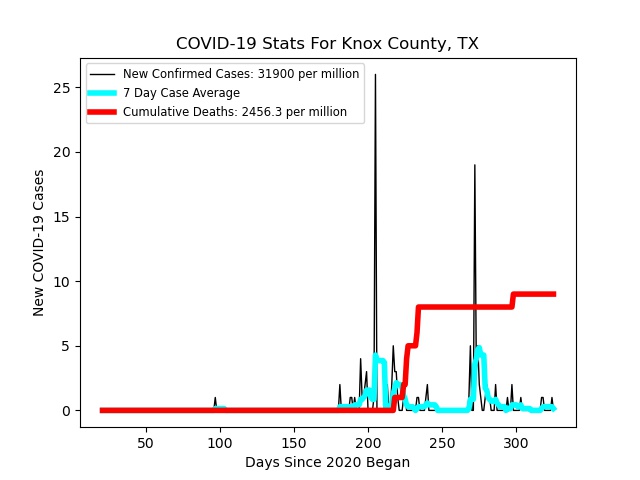 COVID-19 Stats For Knox County, TX
New Confirmed Cases: 31900 per million
7 Day Case Average
Cumulative Deaths: 2456.3 per million
New COVID-19 Cases
25
20
15
10
5
0
50
100
150
200
250
300
Days Since 2020 Began